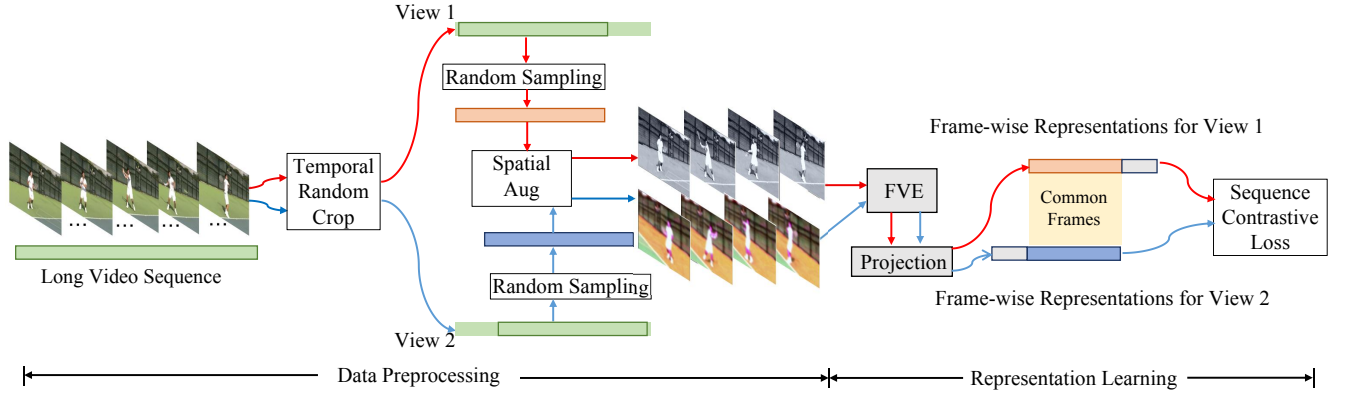 View 1
Random Sampling
Temporal
Random
Crop
Spatial
Aug
... ... ... ...
Long Video Sequence
Random Sampling
View 2
FVE
Projection
Frame-wise Representations for View 1
Common
Frames
Sequence
Contrastive
Loss
Frame-wise Representations for View 2
Data Preprocessing
Representation Learning